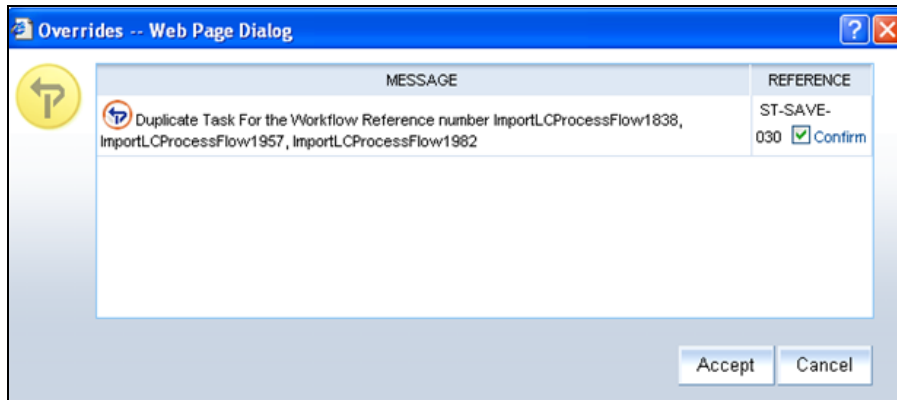 Overrides -- Web Page Dialog
?
MESSAGE REFERENCE
Duplicate Task For the Workflow Reference number ImportLCProcessFlow1838,
ImportLCProcessFlow1957, ImportLCProcessFlow1982
ST-SAVE-
030 Confirm
Accept Cancel